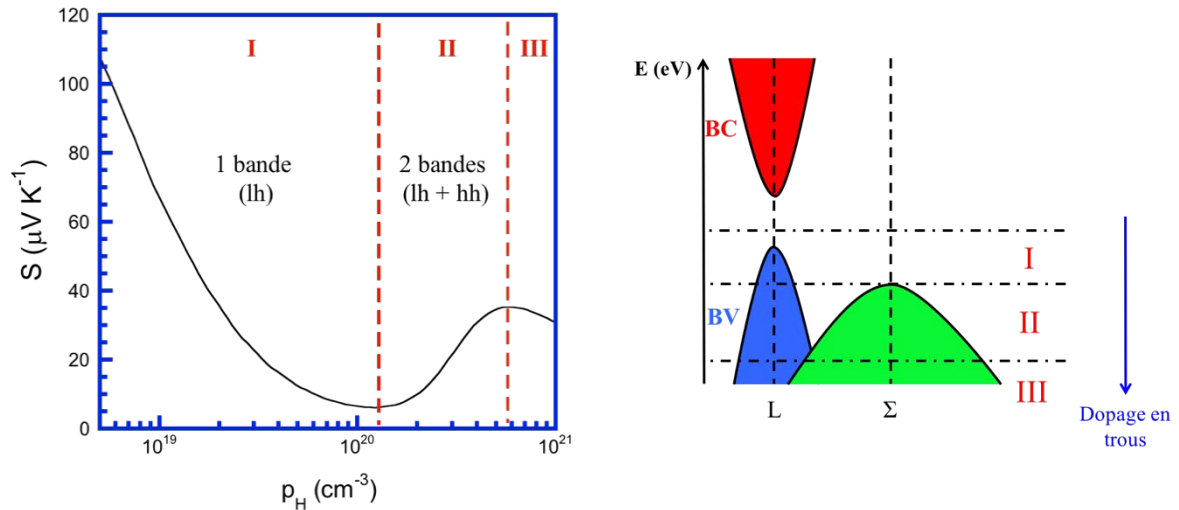 120
100
80
60
40
20
0
S (μV K⁻¹)
I
II
III
1 bande
(lh)
2 bandes
(lh + hh)
10¹⁹
10²⁰
10²¹
p_H (cm⁻³)
E (eV)
BC
BV
I
II
III
L
Σ
Dopage en
trous